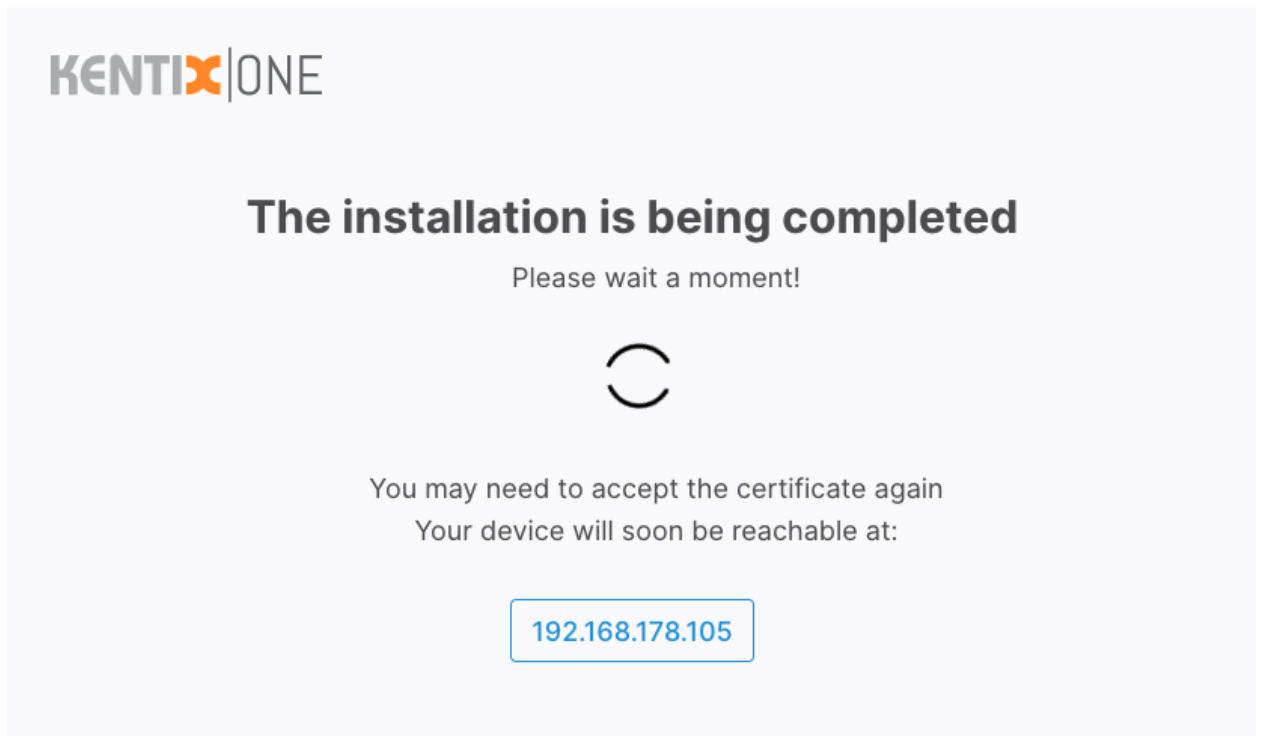 KENTIX|ONE
The installation is being completed
Please wait a moment!
You may need to accept the certificate again
Your device will soon be reachable at:
192.168.178.105